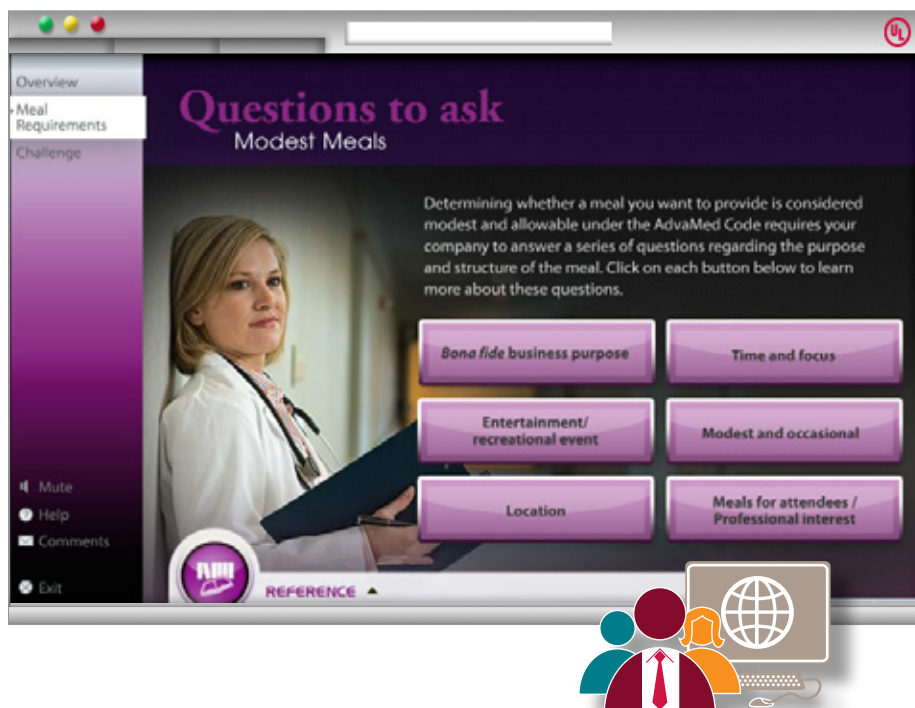 UL
Overview
Meal
Requirements
Challenge
Questions to ask
Modest Meals
Determining whether a meal you want to provide is considered
modest and allowable under the AdvaMed Code requires your
company to answer a series of questions regarding the purpose
and structure of the meal. Click on each button below to learn
more about these questions.
Bona fide business purpose
Time and focus
Entertainment/
recreational event
Modest and occasional
Location
Meals for attendees /
Professional interest
Mute
Help
Comments
Exit
REFERENCE